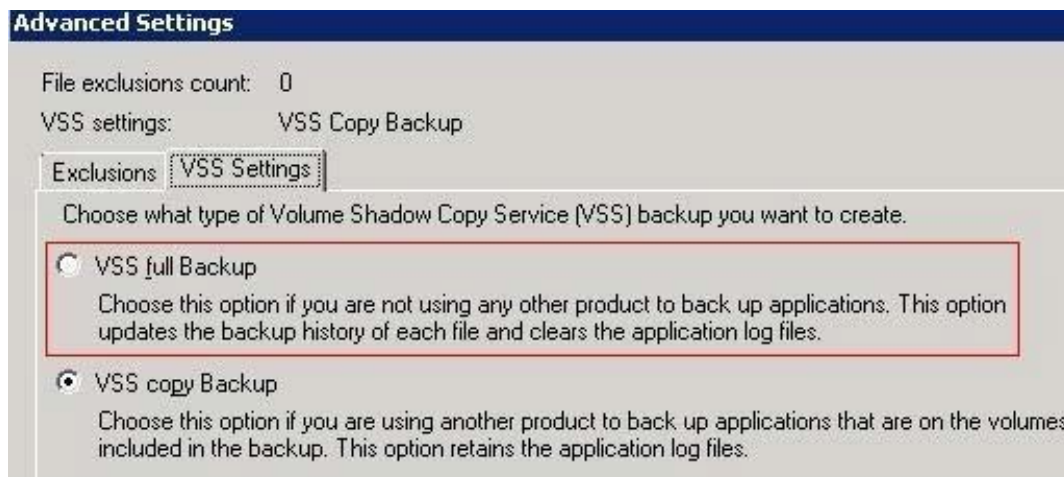 Advanced Settings
File exclusions count: 0
VSS settings: VSS Copy Backup
Exclusions VSS Settings
Choose what type of Volume Shadow Copy Service (VSS) backup you want to create.
VSS full Backup
Choose this option if you are not using any other product to back up applications. This option
updates the backup history of each file and clears the application log files.
VSS copy Backup
Choose this option if you are using another product to back up applications that are on the volumes
included in the backup. This option retains the application log files.